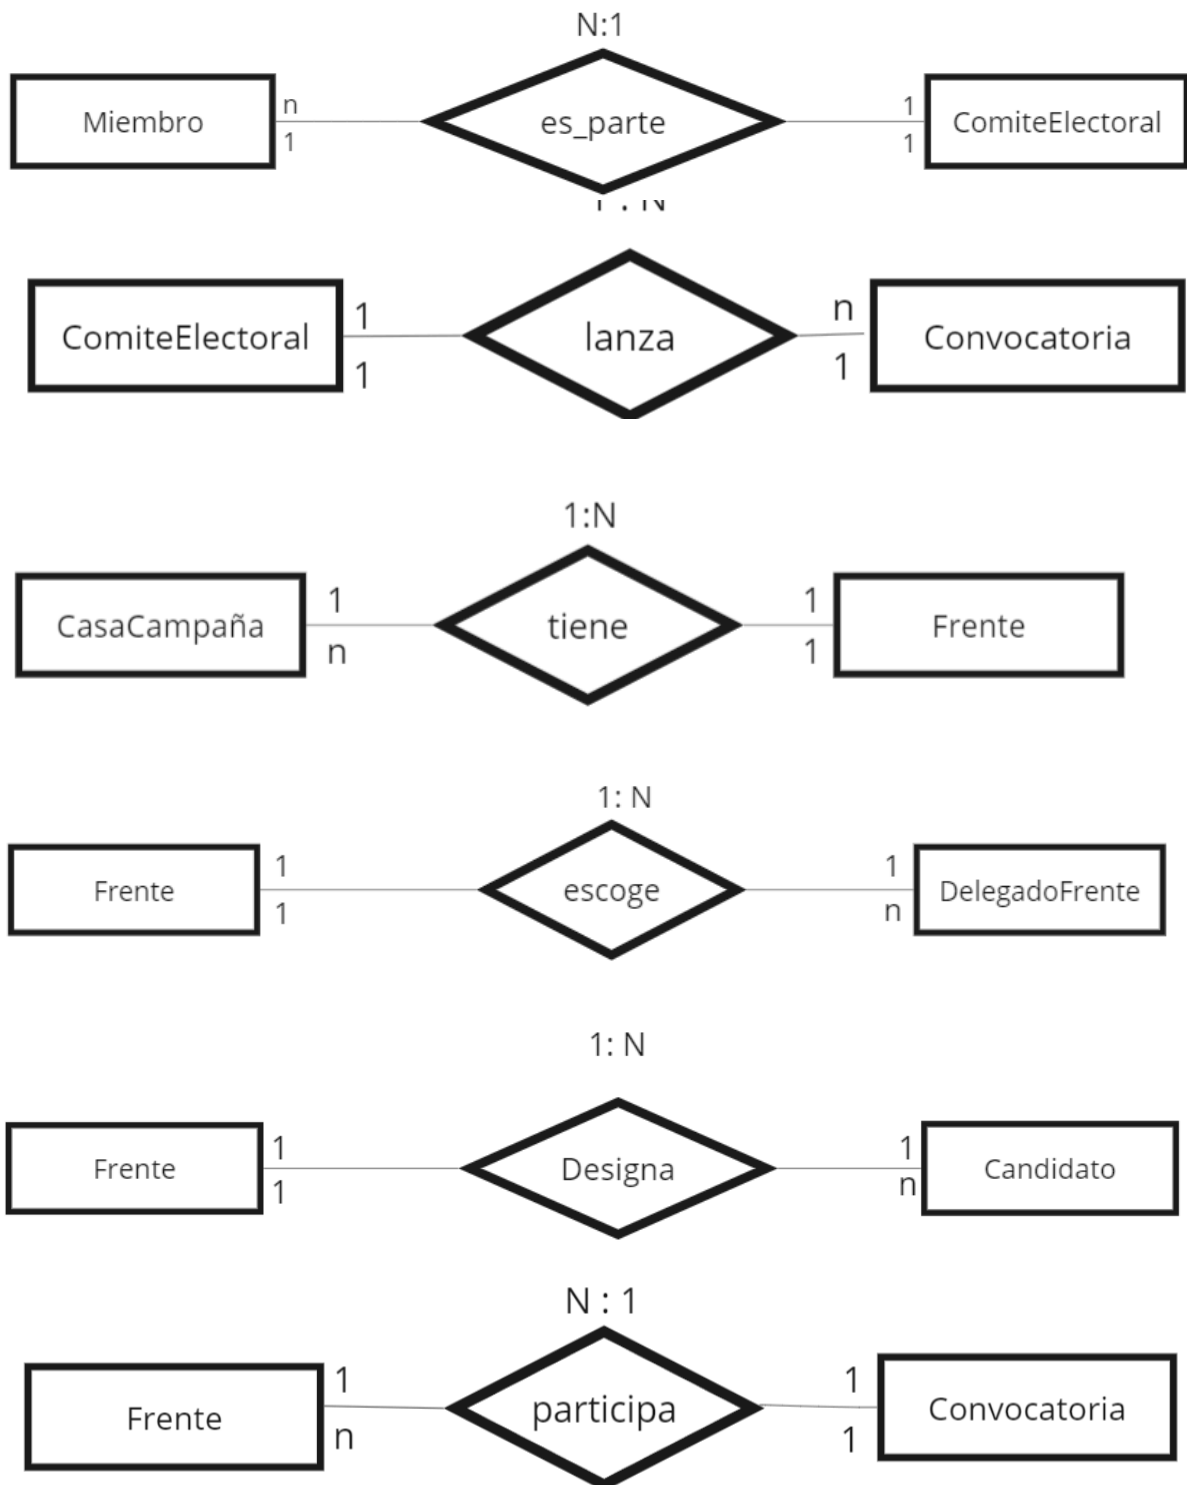 N:1
Miembro n es_parte 1 ComiteElectoral
1 1
1 : N
ComiteElectoral 1 lanza n Convocatoria
1 1
1:N
CasaCampaña 1 tiene 1 Frente
n 1
1: N
Frente 1 escoge 1 DelegadoFrente
1 n
1: N
Frente 1 Designa 1 Candidato
1 n
N : 1
Frente 1 participa 1 Convocatoria
n 1